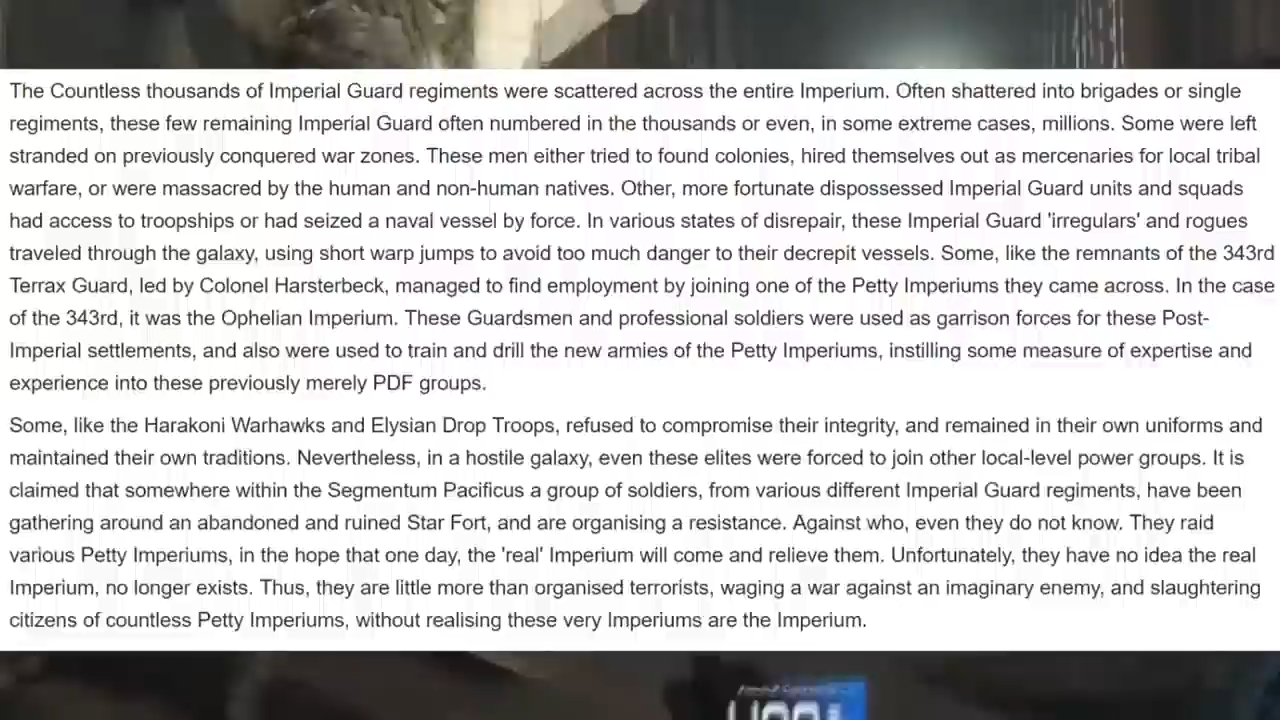 The Countless thousands of Imperial Guard regiments were scattered across the entire Imperium. Often shattered into brigades or single
regiments, these few remaining Imperial Guard often numbered in the thousands or even, in some extreme cases, millions. Some were left
stranded on previously conquered war zones. These men either tried to found colonies, hired themselves out as mercenaries for local tribal
warfare, or were massacred by the human and non-human natives. Other, more fortunate dispossessed Imperial Guard units and squads
had access to troopships or had seized a naval vessel by force. In various states of disrepair, these Imperial Guard 'irregulars' and rogues
traveled through the galaxy, using short warp jumps to avoid too much danger to their decrepit vessels. Some, like the remnants of the 343rd
Terrax Guard, led by Colonel Harsterbeck, managed to find employment by joining one of the Petty Imperiums they came across. In the case
of the 343rd, it was the Ophelian Imperium. These Guardsmen and professional soldiers were used as garrison forces for these Post-
Imperial settlements, and also were used to train and drill the new armies of the Petty Imperiums, instilling some measure of expertise and
experience into these previously merely PDF groups.
Some, like the Harakoni Warhawks and Elysian Drop Troops, refused to compromise their integrity, and remained in their own uniforms and
maintained their own traditions. Nevertheless, in a hostile galaxy, even these elites were forced to join other local-level power groups. It is
claimed that somewhere within the Segmentum Pacificus a group of soldiers, from various different Imperial Guard regiments, have been
gathering around an abandoned and ruined Star Fort, and are organising a resistance. Against who, even they do not know. They raid
various Petty Imperiums, in the hope that one day, the 'real' Imperium will come and relieve them. Unfortunately, they have no idea the real
Imperium, no longer exists. Thus, they are little more than organised terrorists, waging a war against an imaginary enemy, and slaughtering
citizens of countless Petty Imperiums, without realising these very Imperiums are the Imperium.